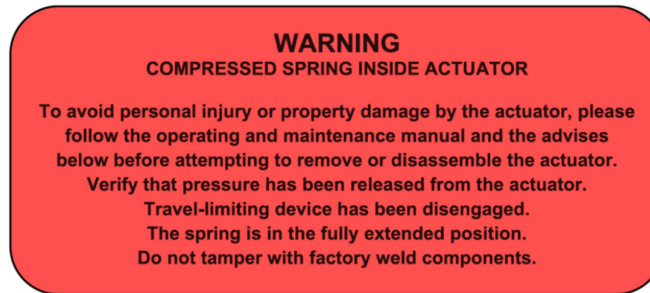 WARNING
COMPRESSED SPRING INSIDE ACTUATOR
To avoid personal injury or property damage by the actuator, please
follow the operating and maintenance manual and the advises
below before attempting to remove or disassemble the actuator.
Verify that pressure has been released from the actuator.
Travel-limiting device has been disengaged.
The spring is in the fully extended position.
Do not tamper with factory weld components.